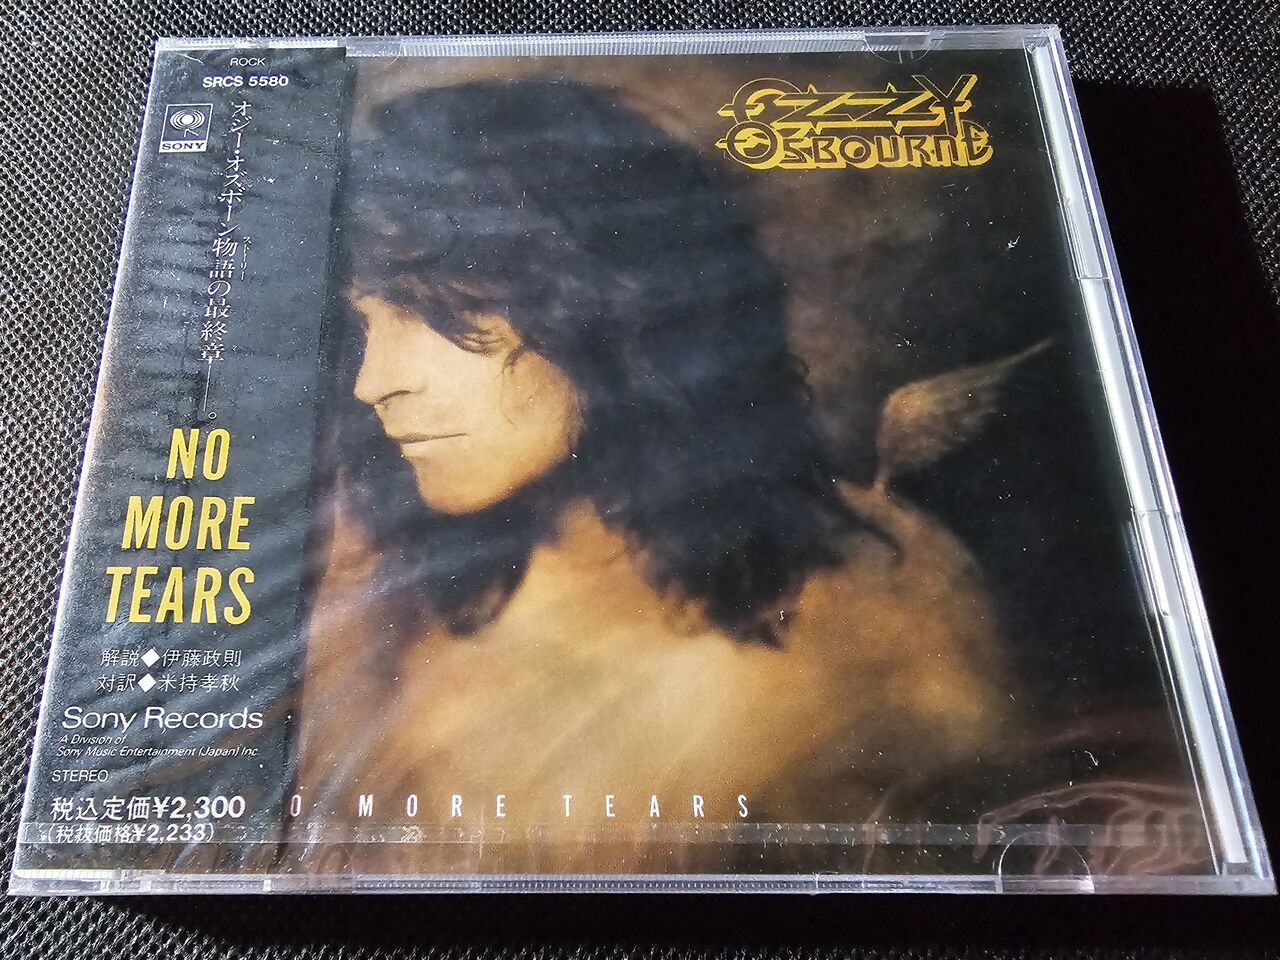 ROCK
SRCS 5580
SONY
オジー・オズボーン物語の最終章——。
ストーリー
NO
MORE
TEARS
解説◆伊藤政則
対訳◆米持孝秋
Sony Records
A Division of
Sony Music Entertainment (Japan) Inc.
STEREO
税込定価¥2,300
(税抜価格¥2,233)
OZZY
OSBOURNE
O MORE TEARS